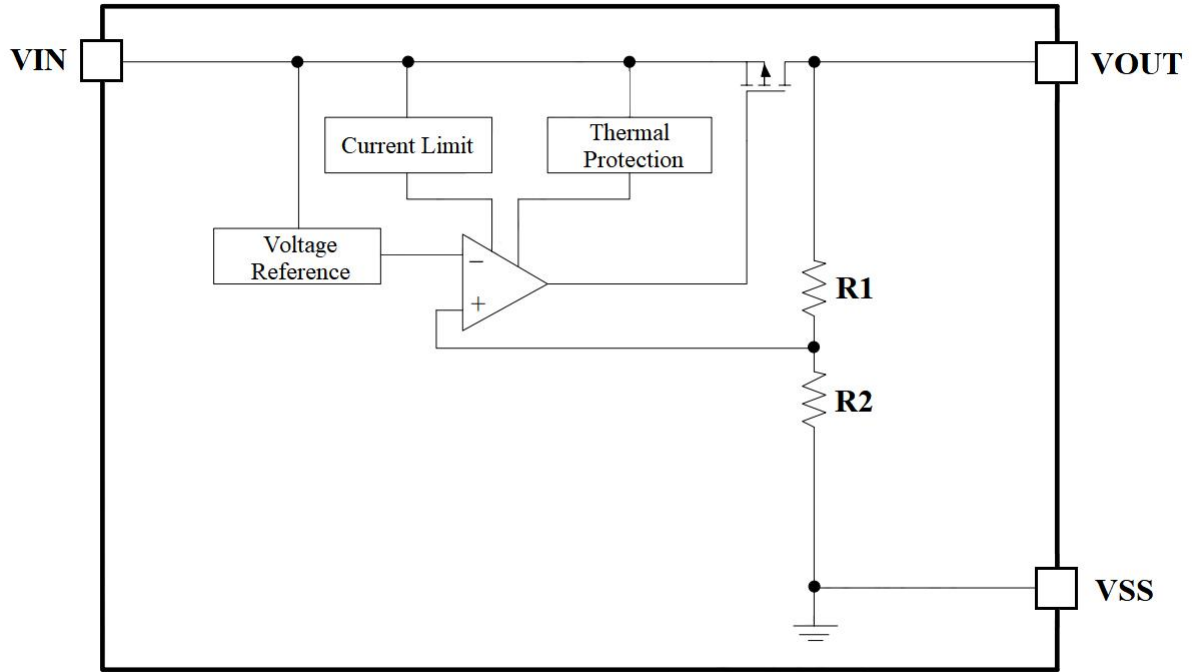 VIN
VOUT
Current Limit
Thermal
Protection
Voltage
Reference
−
+
R1
R2
VSS